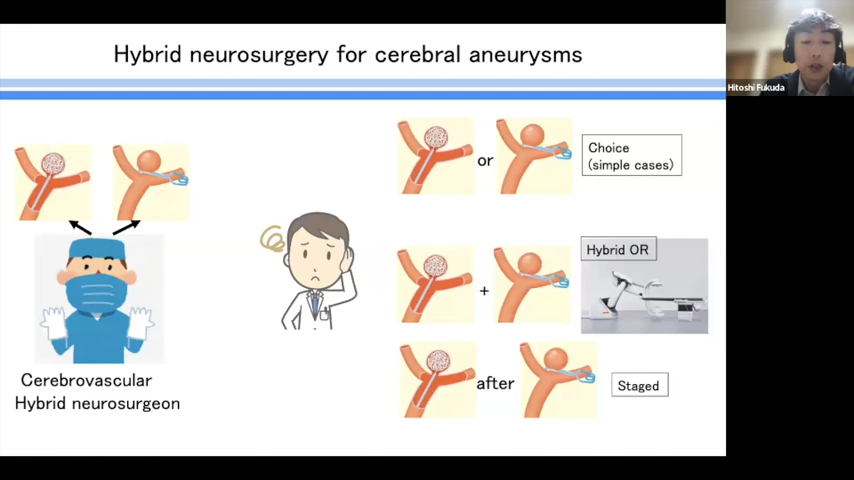 Hybrid neurosurgery for cerebral aneurysms
Hitoshi Fukuda
or
Choice
(simple cases)
Hybrid OR
+
after
Staged
Cerebrovascular
Hybrid neurosurgeon